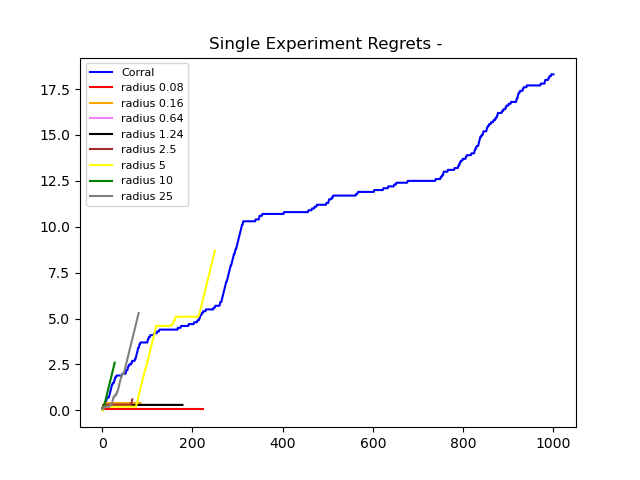 Single Experiment Regrets -
17.5
15.0
12.5
10.0
7.5
5.0
2.5
0.0
Corral
radius 0.08
radius 0.16
radius 0.64
radius 1.24
radius 2.5
radius 5
radius 10
radius 25
0 200 400 600 800 1000